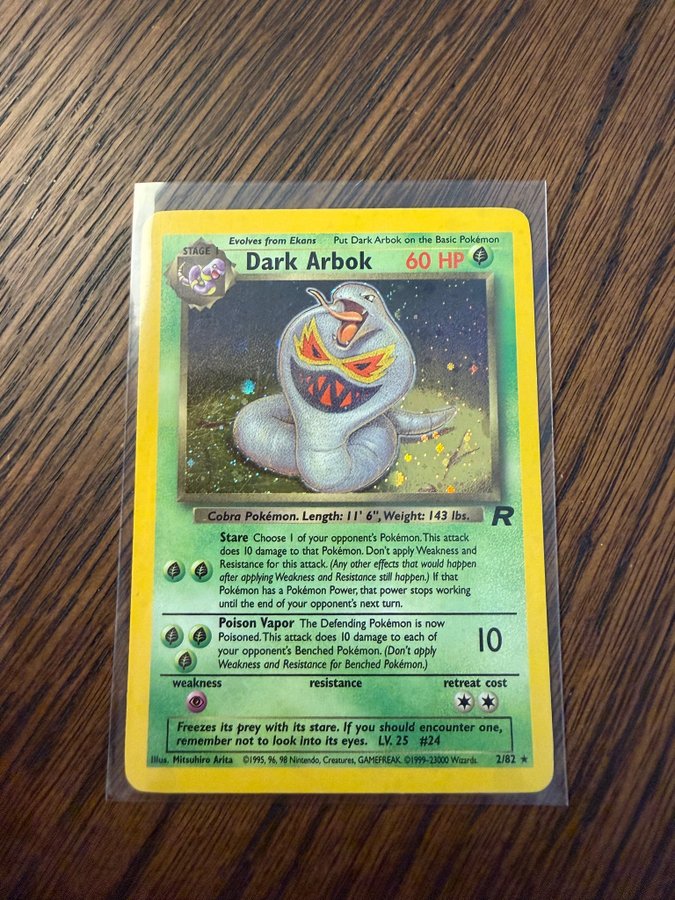 Evolves from Ekans Put Dark Arbok on the Basic Pokémon
STAGE 1
Dark Arbok 60 HP
Cobra Pokémon. Length: 11' 6", Weight: 143 lbs.
R
Stare Choose 1 of your opponent's Pokémon. This attack
does 10 damage to that Pokémon. Don't apply Weakness and
Resistance for this attack. (Any other effects that would happen
after applying Weakness and Resistance still happen.) If that
Pokémon has a Pokémon Power, that power stops working
until the end of your opponent's next turn.
Poison Vapor The Defending Pokémon is now
Poisoned. This attack does 10 damage to each of
your opponent's Benched Pokémon. (Don't apply
Weakness and Resistance for Benched Pokémon.)
10
weakness resistance retreat cost
Freezes its prey with its stare. If you should encounter one,
remember not to look into its eyes. LV. 25 #24
Illus. Mitsuhiro Arita ©1995, 96, 98 Nintendo, Creatures, GAMEFREAK. ©1999-23000 Wizards. 2/82 ★